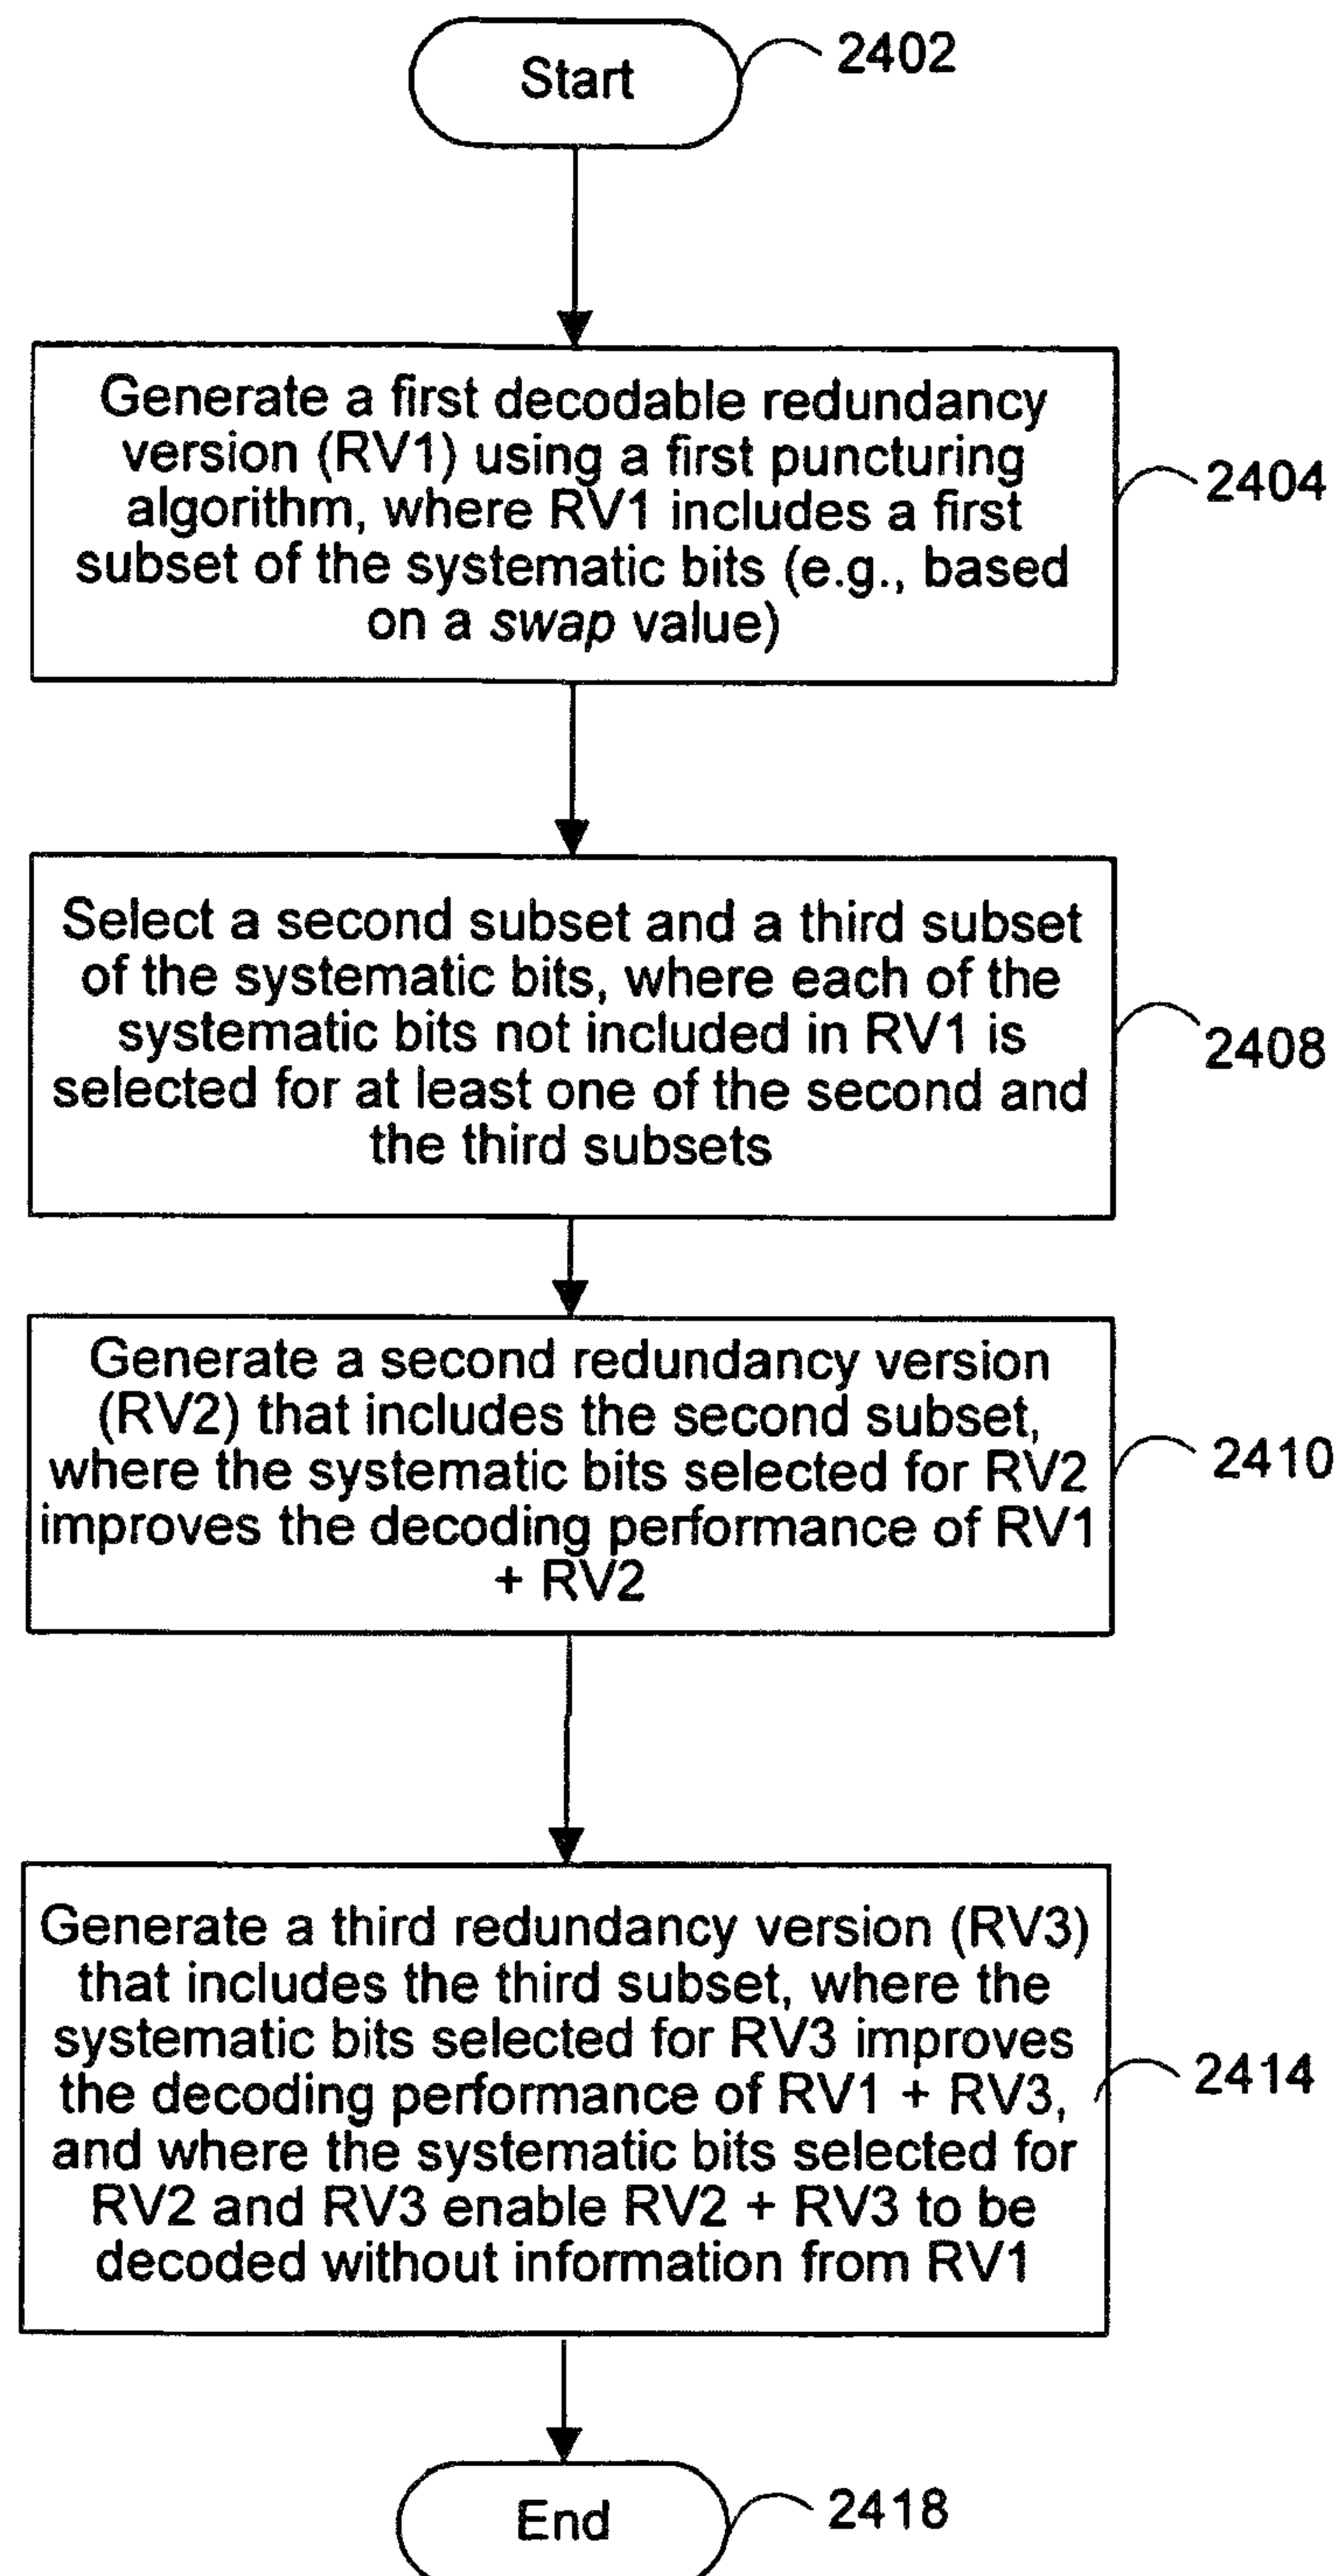 Start
2402
Generate a first decodable redundancy
version (RV1) using a first puncturing
algorithm, where RV1 includes a first
subset of the systematic bits (e.g., based
on a swap value)
2404
Select a second subset and a third subset
of the systematic bits, where each of the
systematic bits not included in RV1 is
selected for at least one of the second and
the third subsets
2408
Generate a second redundancy version
(RV2) that includes the second subset,
where the systematic bits selected for RV2
improves the decoding performance of RV1
+ RV2
2410
Generate a third redundancy version (RV3)
that includes the third subset, where the
systematic bits selected for RV3 improves
the decoding performance of RV1 + RV3,
and where the systematic bits selected for
RV2 and RV3 enable RV2 + RV3 to be
decoded without information from RV1
2414
End
2418